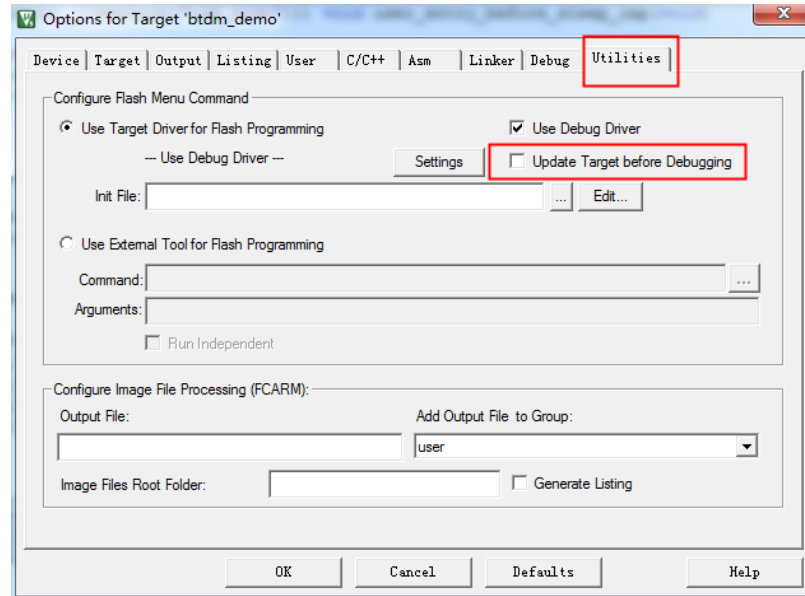 Options for Target 'btdm_demo'
Device Target Output Listing User C/C++ Asm Linker Debug Utilities
Configure Flash Menu Command
Use Target Driver for Flash Programming
Use Debug Driver
--- Use Debug Driver ---
Settings
Update Target before Debugging
Init File:
...
Edit...
Use External Tool for Flash Programming
Command:
...
Arguments:
Run Independent
Configure Image File Processing (FCARM):
Output File:
Add Output File to Group:
user
Image Files Root Folder:
Generate Listing
OK
Cancel
Defaults
Help